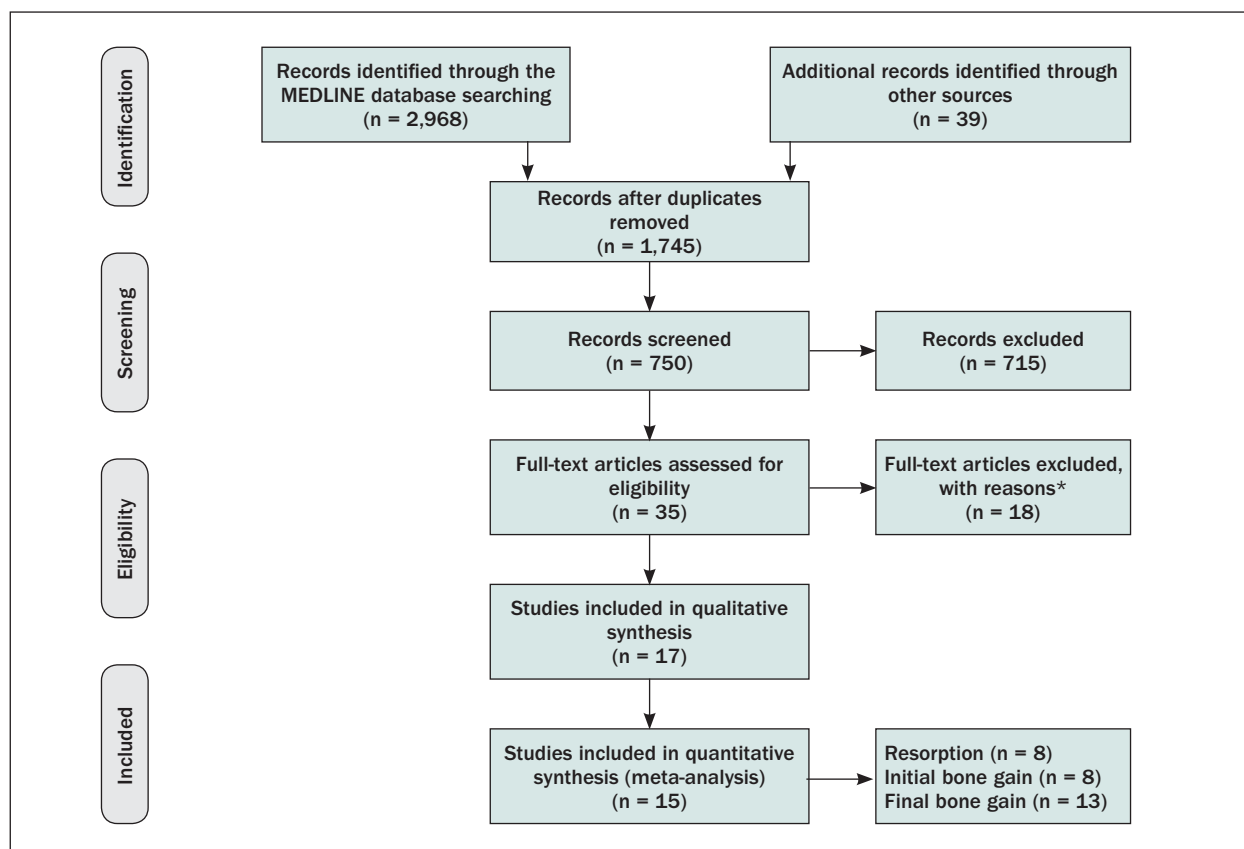 Identification
Records identified through the
MEDLINE database searching
(n = 2,968)
Additional records identified through
other sources
(n = 39)
Records after duplicates
removed
(n = 1,745)
Screening
Records screened
(n = 750)
Records excluded
(n = 715)
Eligibility
Full-text articles assessed for
eligibility
(n = 35)
Full-text articles excluded,
with reasons*
(n = 18)
Studies included in qualitative
synthesis
(n = 17)
Included
Studies included in quantitative
synthesis (meta-analysis)
(n = 15)
Resorption (n = 8)
Initial bone gain (n = 8)
Final bone gain (n = 13)